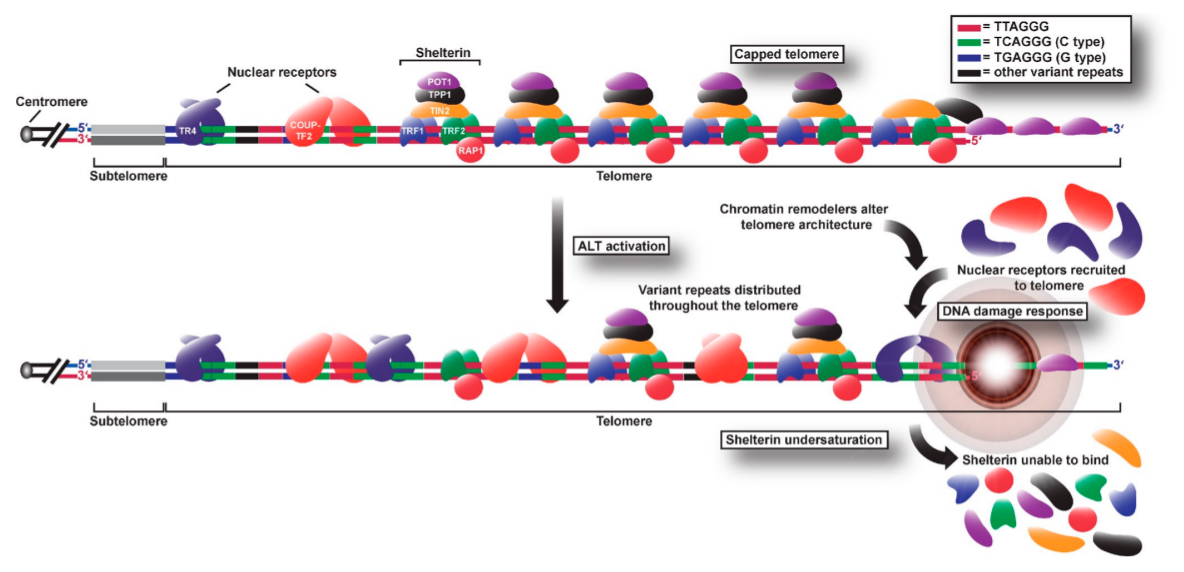 = TTAGGG
= TCAGGG (C type)
= TGAGGG (G type)
= other variant repeats
Shelterin
Capped telomere
Nuclear receptors
POT1
TPP1
TIN2
Centromere
5‘
3‘
TR4
COUP-
TF2
TRF1
TRF2
RAP1
5‘
3‘
Subtelomere
Telomere
Chromatin remodelers alter
telomere architecture
ALT activation
Nuclear receptors recruited
to telomere
Variant repeats distributed
throughout the telomere
DNA damage response
5‘
3‘
5‘
3‘
Subtelomere
Telomere
Shelterin undersaturation
Shelterin unable to bind